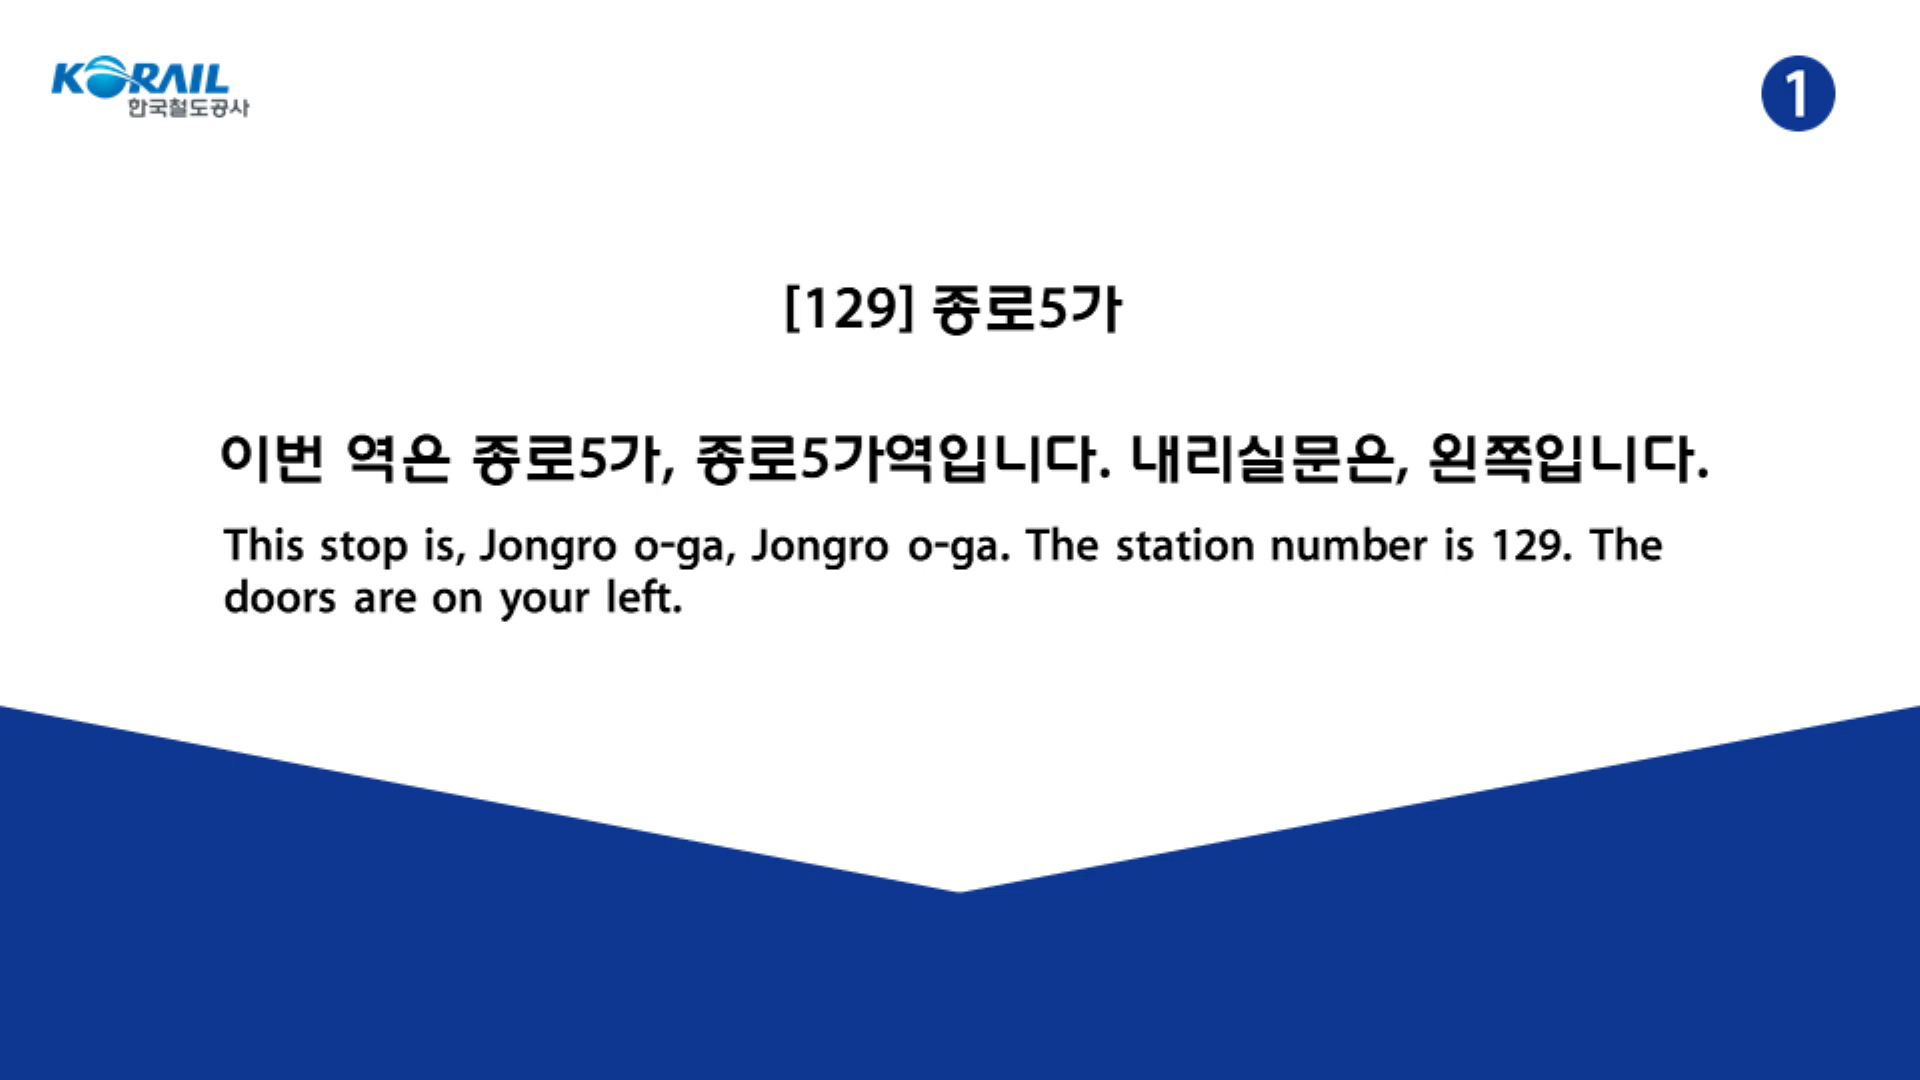 KORAIL
한국철도공사
1
[129] 종로5가
이번 역은 종로5가, 종로5가역입니다. 내리실문은, 왼쪽입니다.
This stop is, Jongro o-ga, Jongro o-ga. The station number is 129. The
doors are on your left.